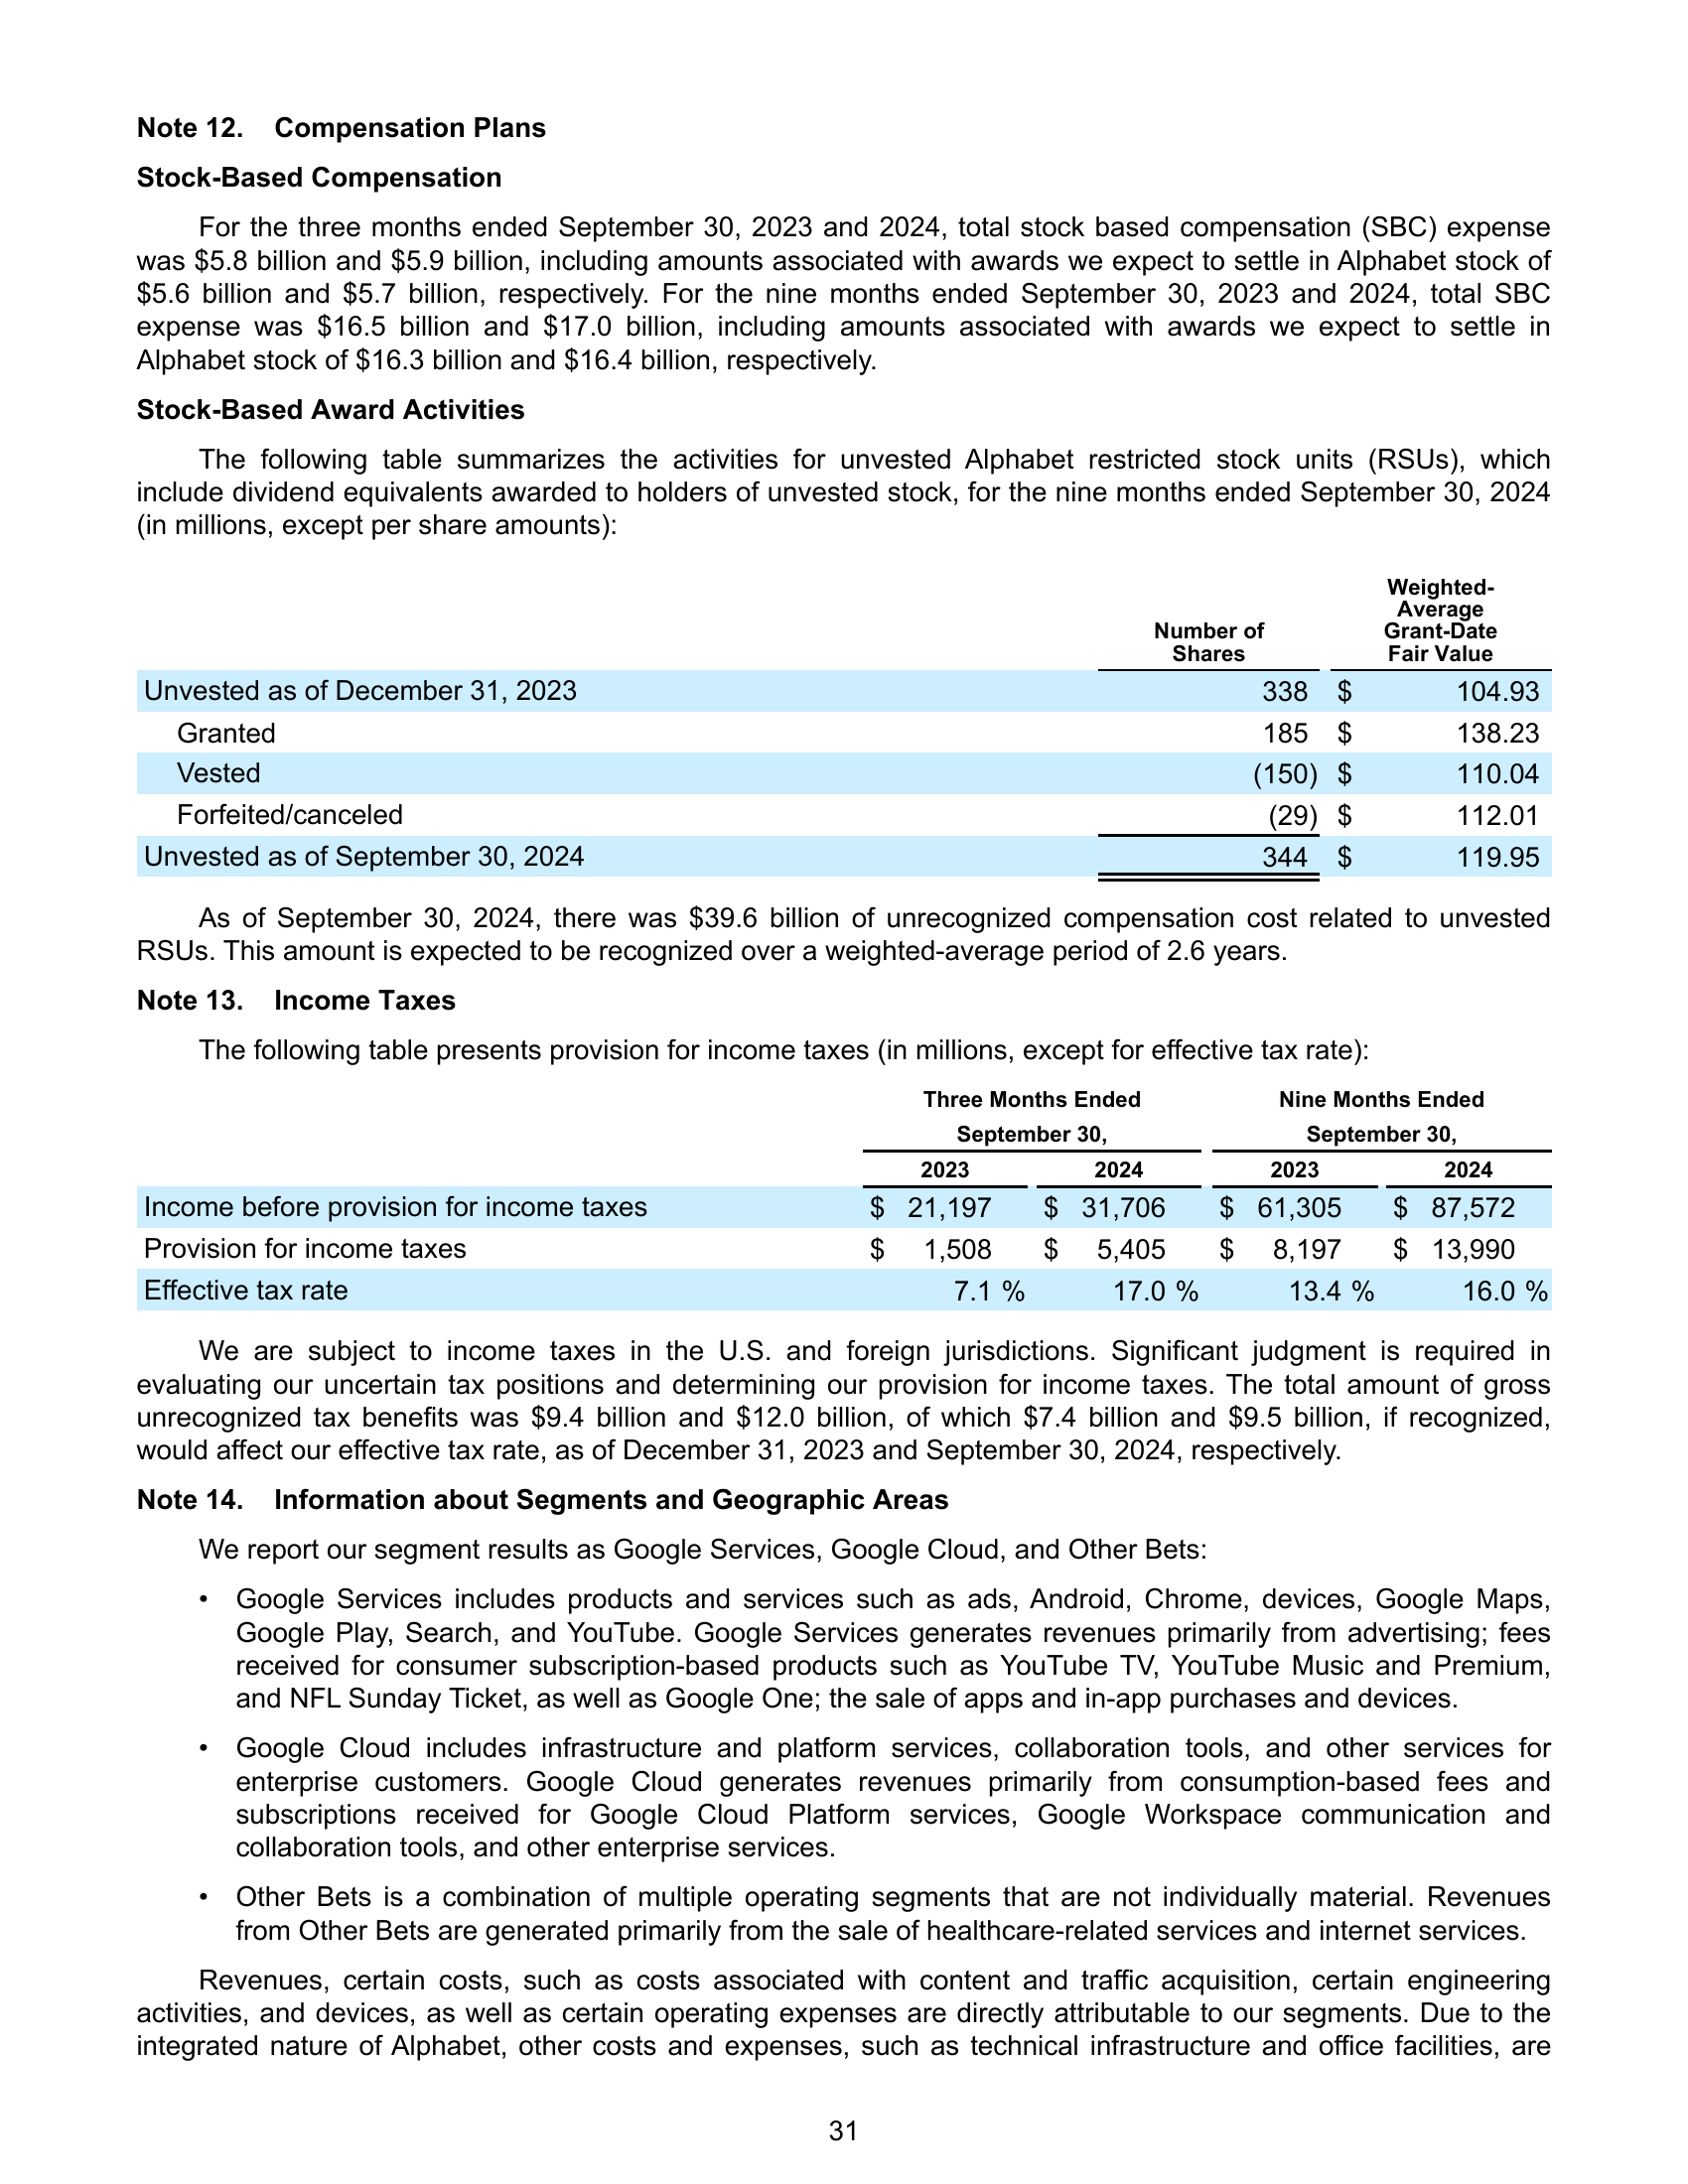 Note 12. Compensation Plans
Stock-Based Compensation
For the three months ended September 30, 2023 and 2024, total stock based compensation (SBC) expense
was $5.8 billion and $5.9 billion, including amounts associated with awards we expect to settle in Alphabet stock of
$5.6 billion and $5.7 billion, respectively. For the nine months ended September 30, 2023 and 2024, total SBC
expense was $16.5 billion and $17.0 billion, including amounts associated with awards we expect to settle in
Alphabet stock of $16.3 billion and $16.4 billion, respectively.
Stock-Based Award Activities
The following table summarizes the activities for unvested Alphabet restricted stock units (RSUs), which
include dividend equivalents awarded to holders of unvested stock, for the nine months ended September 30, 2024
(in millions, except per share amounts):
Weighted-
Average
Number of Grant-Date
Shares Fair Value
Unvested as of December 31, 2023 338 $ 104.93
Granted 185 $ 138.23
Vested (150) $ 110.04
Forfeited/canceled (29) $ 112.01
Unvested as of September 30, 2024 344 $ 119.95
As of September 30, 2024, there was $39.6 billion of unrecognized compensation cost related to unvested
RSUs. This amount is expected to be recognized over a weighted-average period of 2.6 years.
Note 13. Income Taxes
The following table presents provision for income taxes (in millions, except for effective tax rate):
Three Months Ended Nine Months Ended
September 30, September 30,
2023 2024 2023 2024
Income before provision for income taxes $ 21,197 $ 31,706 $ 61,305 $ 87,572
Provision for income taxes $ 1,508 $ 5,405 $ 8,197 $ 13,990
Effective tax rate 7.1 % 17.0 % 13.4 % 16.0 %
We are subject to income taxes in the U.S. and foreign jurisdictions. Significant judgment is required in
evaluating our uncertain tax positions and determining our provision for income taxes. The total amount of gross
unrecognized tax benefits was $9.4 billion and $12.0 billion, of which $7.4 billion and $9.5 billion, if recognized,
would affect our effective tax rate, as of December 31, 2023 and September 30, 2024, respectively.
Note 14. Information about Segments and Geographic Areas
We report our segment results as Google Services, Google Cloud, and Other Bets:
• Google Services includes products and services such as ads, Android, Chrome, devices, Google Maps,
Google Play, Search, and YouTube. Google Services generates revenues primarily from advertising; fees
received for consumer subscription-based products such as YouTube TV, YouTube Music and Premium,
and NFL Sunday Ticket, as well as Google One; the sale of apps and in-app purchases and devices.
• Google Cloud includes infrastructure and platform services, collaboration tools, and other services for
enterprise customers. Google Cloud generates revenues primarily from consumption-based fees and
subscriptions received for Google Cloud Platform services, Google Workspace communication and
collaboration tools, and other enterprise services.
• Other Bets is a combination of multiple operating segments that are not individually material. Revenues
from Other Bets are generated primarily from the sale of healthcare-related services and internet services.
Revenues, certain costs, such as costs associated with content and traffic acquisition, certain engineering
activities, and devices, as well as certain operating expenses are directly attributable to our segments. Due to the
integrated nature of Alphabet, other costs and expenses, such as technical infrastructure and office facilities, are
31